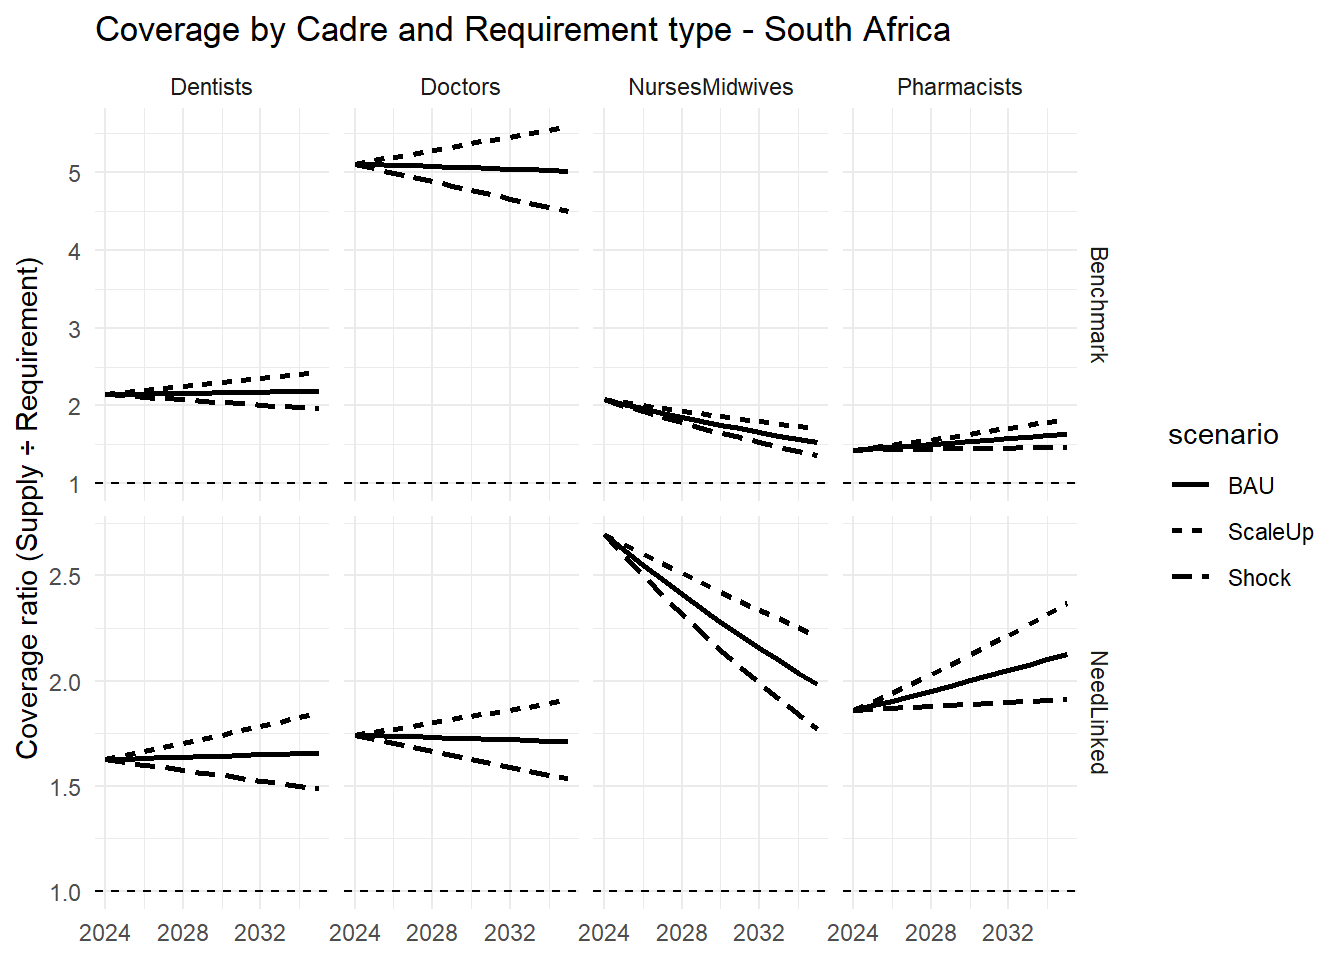 Coverage by Cadre and Requirement type - South Africa
Dentists
Doctors
NursesMidwives
Pharmacists
Coverage ratio (Supply ÷ Requirement)
5
4
3
2
1
Benchmark
2.5
2.0
1.5
1.0
NeedLinked
2024 2028 2032
2024 2028 2032
2024 2028 2032
2024 2028 2032
scenario
BAU
ScaleUp
Shock